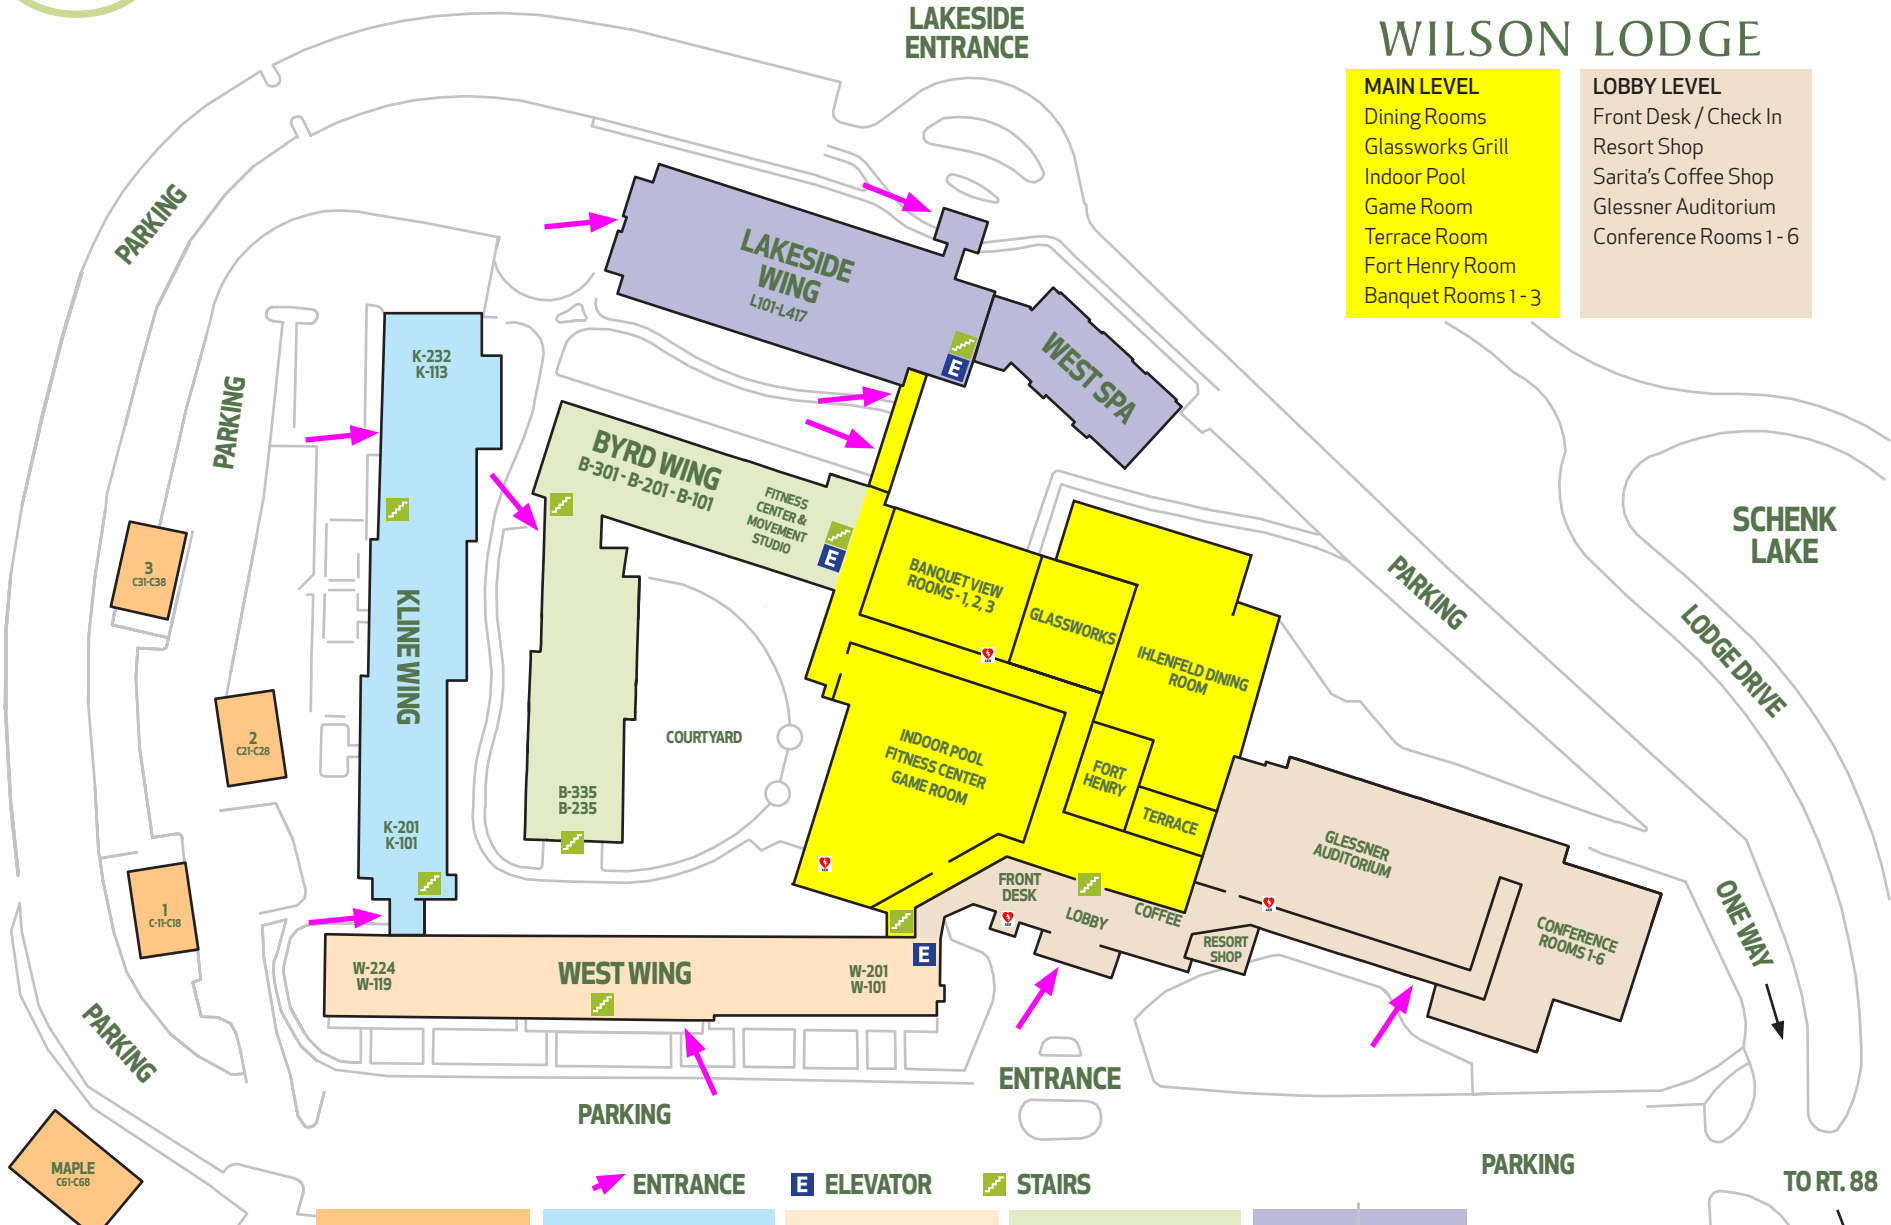 LAKESIDE
ENTRANCE
WILSON LODGE
MAIN LEVEL
Dining Rooms
Glassworks Grill
Indoor Pool
Game Room
Terrace Room
Fort Henry Room
Banquet Rooms 1 - 3
LOBBY LEVEL
Front Desk / Check In
Resort Shop
Sarita's Coffee Shop
Glessner Auditorium
Conference Rooms 1 - 6
PARKING
LAKESIDE
WING
L101-L417
E
WEST SPA
K-232
K-113
PARKING
BYRD WING
B-301 - B-201 - B-101
FITNESS
CENTER &
MOVEMENT
STUDIO
E
SCHENK
LAKE
PARKING
LODGE DRIVE
3
C31-C38
KLINE WING
BANQUET VIEW
ROOMS - 1, 2, 3
GLASSWORKS
IHLENFELD DINING
ROOM
2
C21-C28
COURTYARD
INDOOR POOL
FITNESS CENTER
GAME ROOM
FORT
HENRY
TERRACE
B-335
B-235
K-201
K-101
GLESSNER
AUDITORIUM
1
C-11-C18
FRONT
DESK
LOBBY
COFFEE
RESORT
SHOP
CONFERENCE
ROOMS 1-6
ONE WAY
W-224
W-119
WEST WING
W-201
W-101
E
PARKING
ENTRANCE
PARKING
PARKING
MAPLE
C61-C68
ENTRANCE
E ELEVATOR
STAIRS
TO RT. 88